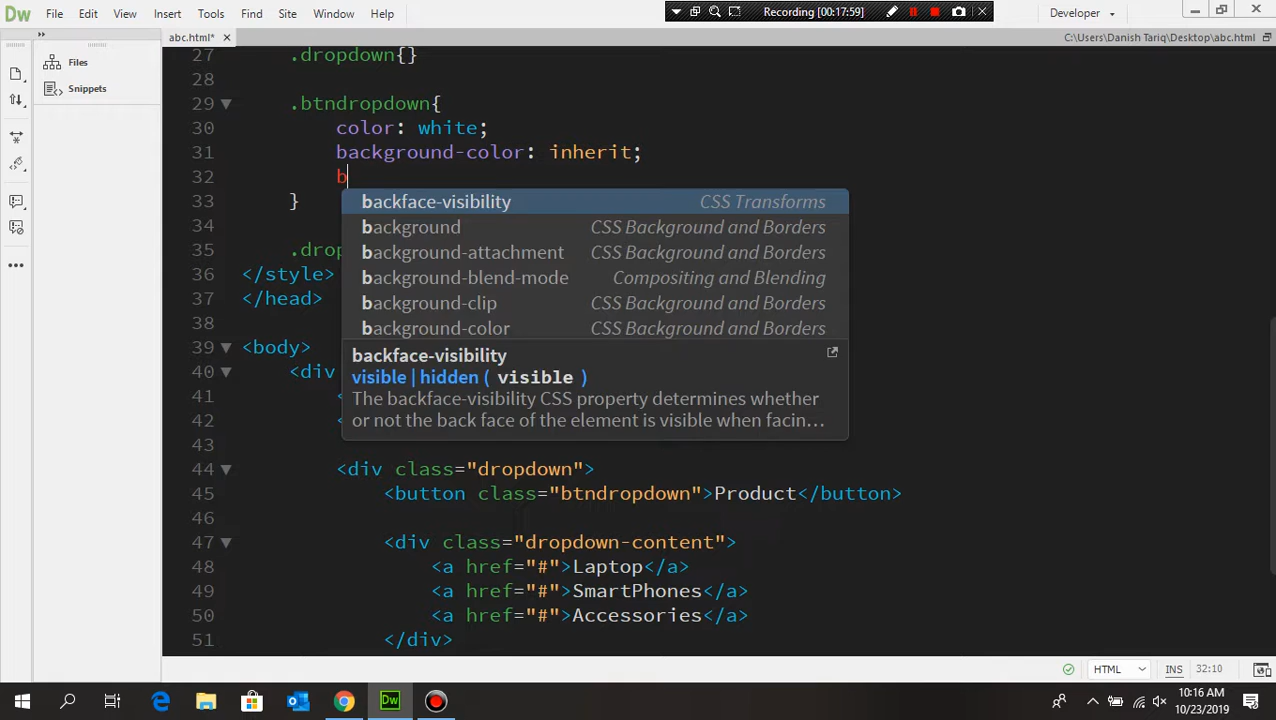 Dw File Edit View Insert Tools Find Site Window Help Recording [00:17:59] Developer
abc.html* C:\Users\Danish Tariq\Desktop\abc.html
Files
Snippets
27 .dropdown{}
28
29 .btndropdown{
30 color: white;
31 background-color: inherit;
32 b
33 }
34
35 .drop
36 </style>
37 </head>
38
39 <body>
40 <div
41 <
42 <
43
44 <div class="dropdown">
45 <button class="btndropdown">Product</button>
46
47 <div class="dropdown-content">
48 <a href="#">Laptop</a>
49 <a href="#">SmartPhones</a>
50 <a href="#">Accessories</a>
51 </div>
backface-visibility CSS Transforms
background CSS Background and Borders
background-attachment CSS Background and Borders
background-blend-mode Compositing and Blending
background-clip CSS Background and Borders
background-color CSS Background and Borders
backface-visibility
visible | hidden ( visible )
The backface-visibility CSS property determines whether
or not the back face of the element is visible when facin...
HTML INS 32:10
Dw 10:16 AM
10/23/2019